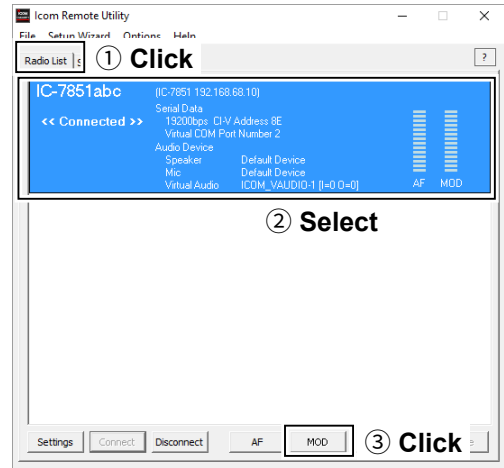 Icom Remote Utility
File Setup Wizard Options Help
Radio List
① Click
?
IC-7851abc (IC-7851 192.168.68.10)
<< Connected >>
Serial Data
19200bps CI-V Address 8E
Virtual COM Port Number 2
Audio Device
Speaker Default Device
Mic Default Device
Virtual Audio ICOM_VAUDIO-1 [I=0 O=0]
AF MOD
② Select
Settings Connect Disconnect AF MOD ③ Click